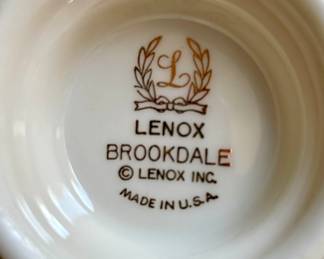 L
LENOX
BROOKDALE
© LENOX INC.
MADE IN U.S.A.